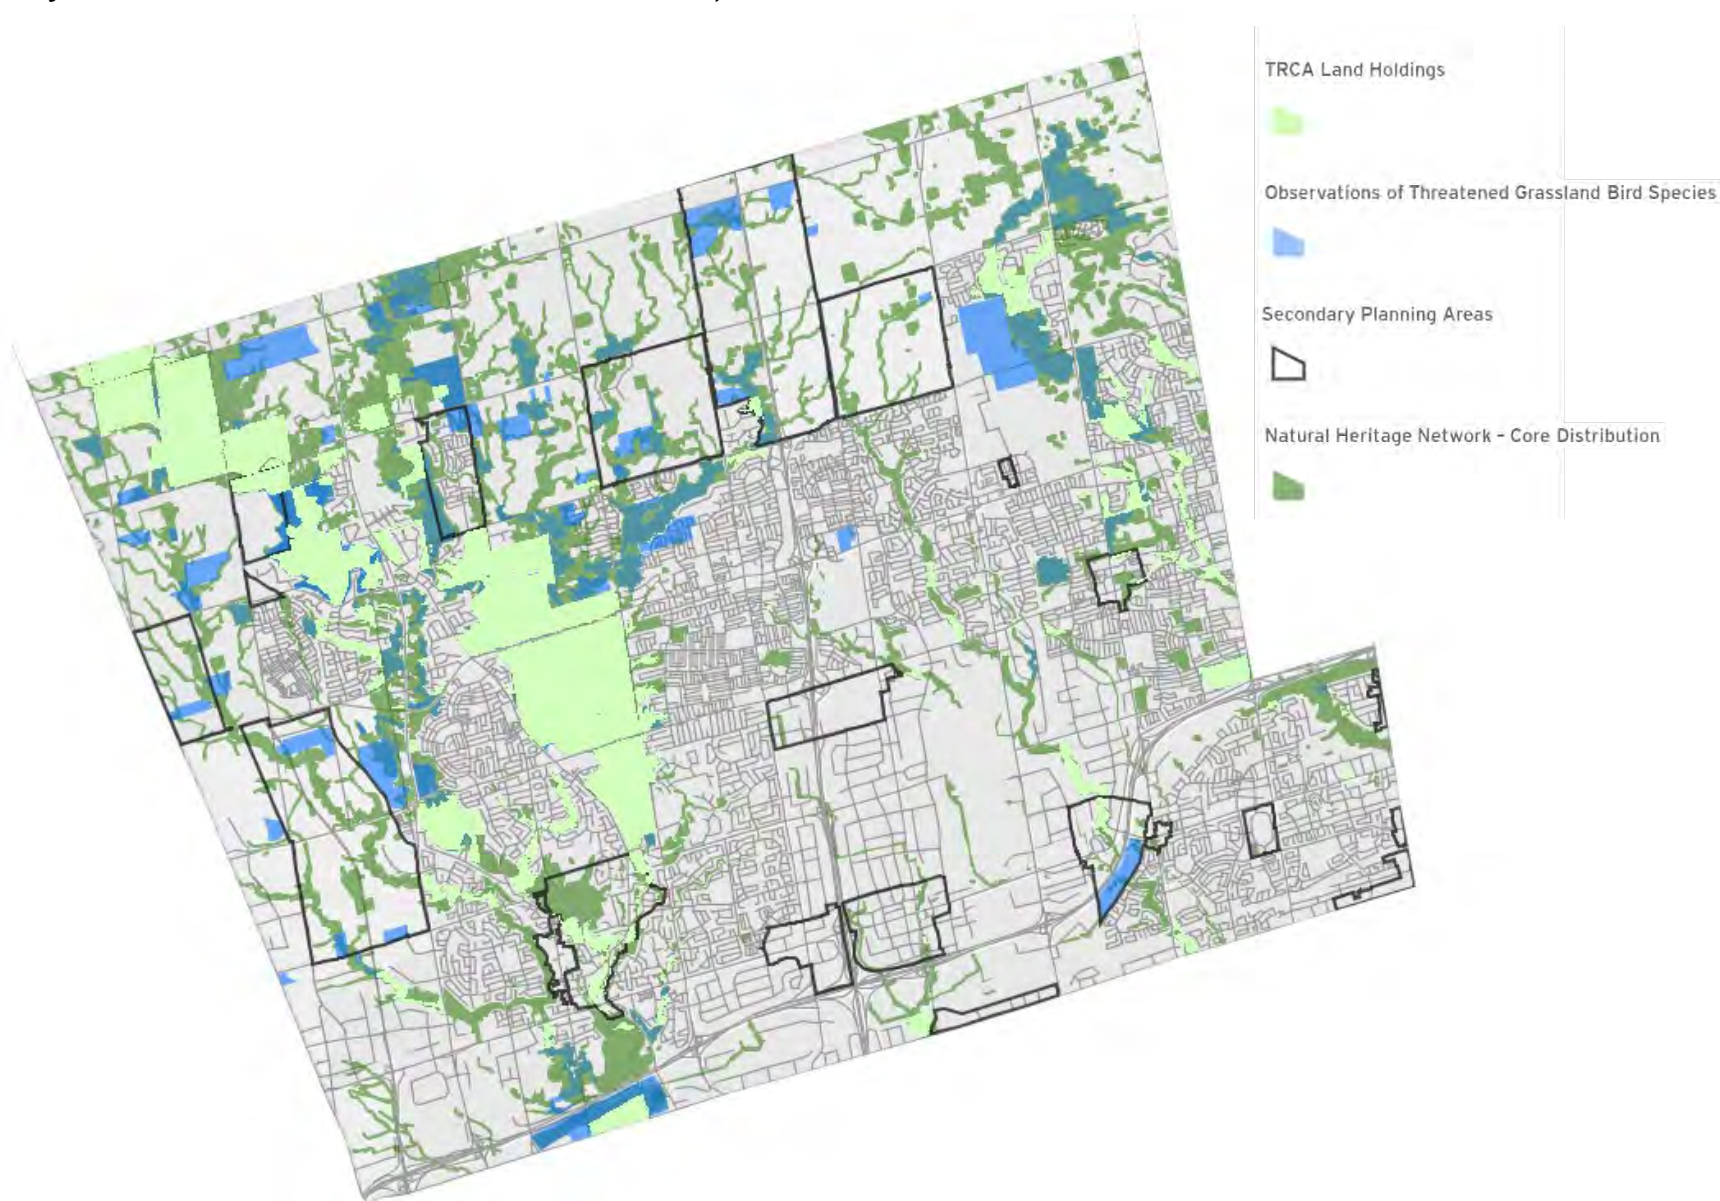 TRCA Land Holdings
Observations of Threatened Grassland Bird Species
Secondary Planning Areas
Natural Heritage Network - Core Distribution